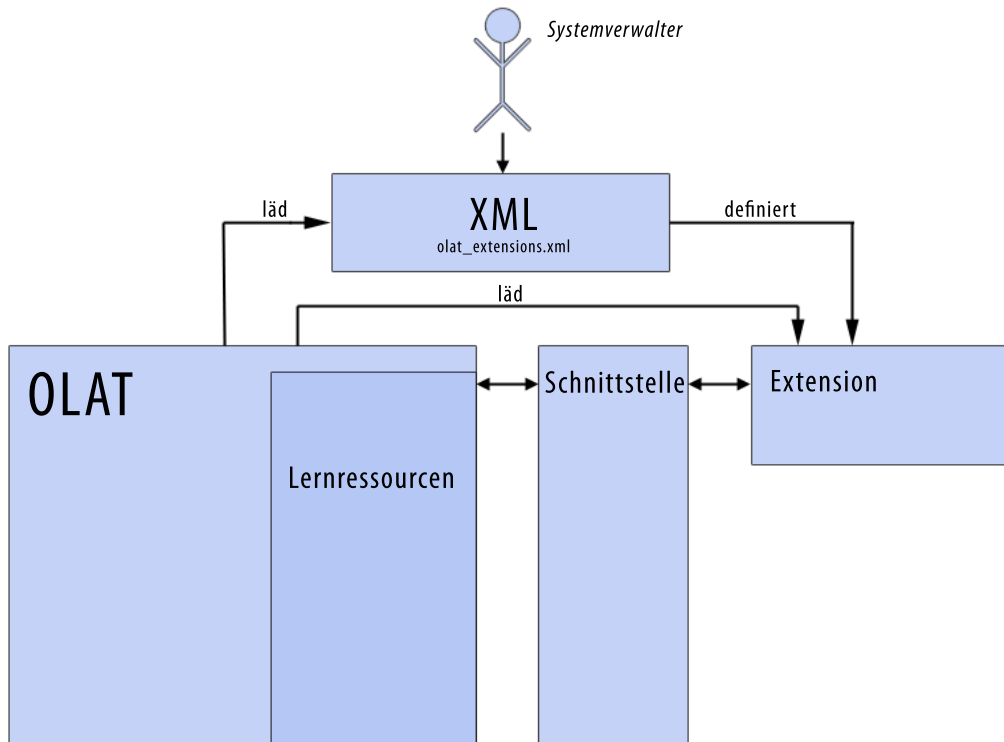 Systemverwalter
läd
XML
olat_extensions.xml
definiert
läd
OLAT
Schnittstelle
Extension
Lernressourcen